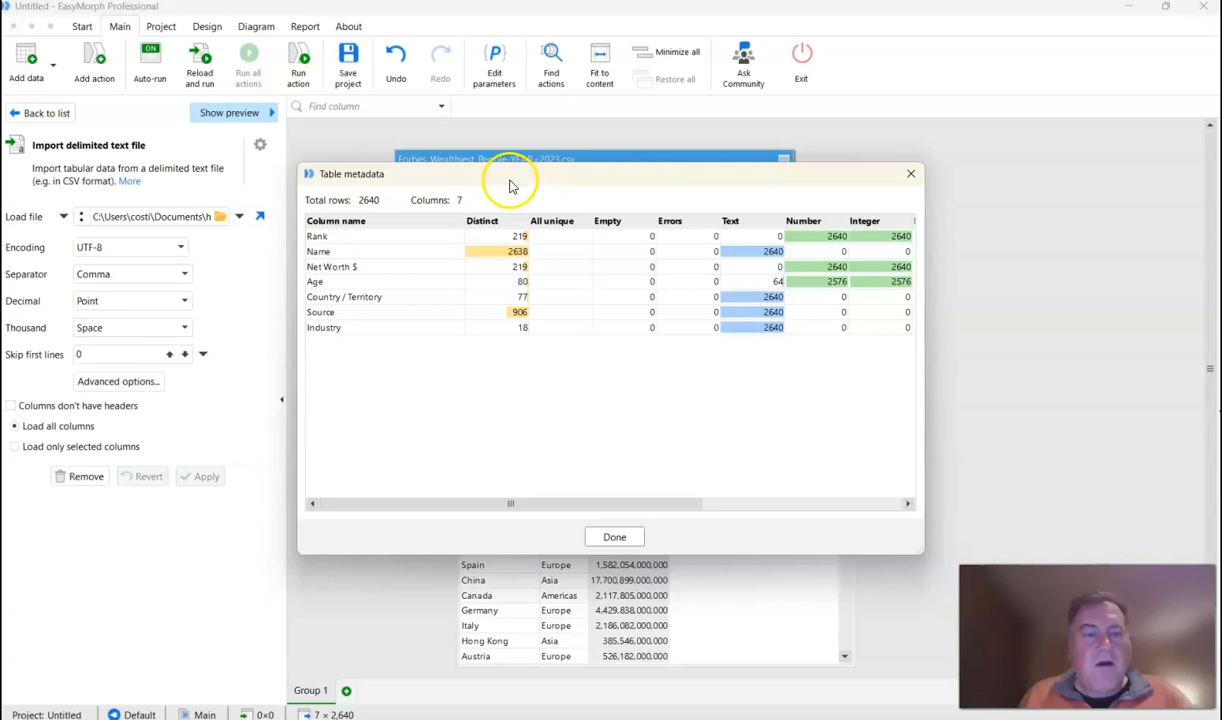 Untitled - EasyMorph Professional
Start Main Project Design Diagram Report About
Add data
Add action
ON
Auto-run
Reload and run
Run all actions
Run action
Save project
Undo
Redo
Edit parameters
Find actions
Fit to content
Minimize all
Restore all
Ask Community
Exit
Back to list
Show preview
Find column
Import delimited text file
Import tabular data from a delimited text file
(e.g. in CSV format). More
Load file C:\Users\costi\Documents\h
Encoding UTF-8
Separator Comma
Decimal Point
Thousand Space
Skip first lines 0
Advanced options...
Columns don't have headers
Load all columns
Load only selected columns
Remove Revert Apply
Table metadata
Total rows: 2640 Columns: 7
Column name Distinct All unique Empty Errors Text Number Integer
Rank 219 0 0 0 2640 2640
Name 2638 0 0 2640 0 0
Net Worth $ 219 0 0 0 2640 2640
Age 80 0 0 64 2576 2576
Country / Territory 77 0 0 2640 0 0
Source 906 0 0 2640 0 0
Industry 18 0 0 2640 0 0
Done
Spain Europe 1,582,054,000,000
China Asia 17,700,899,000,000
Canada Americas 2,117,805,000,000
Germany Europe 4,429,838,000,000
Italy Europe 2,186,082,000,000
Hong Kong Asia 385,546,000,000
Austria Europe 526,182,000,000
Group 1
Project: Untitled Default Main 0×0 7 × 2,640